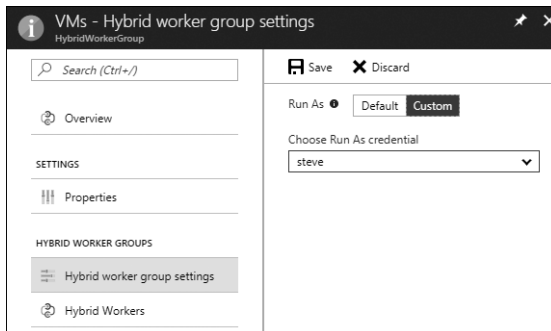 VMs - Hybrid worker group settings
HybridWorkerGroup
Search (Ctrl+/)
Overview
SETTINGS
Properties
HYBRID WORKER GROUPS
Hybrid worker group settings
Hybrid Workers
Save Discard
Run As Default Custom
Choose Run As credential
steve